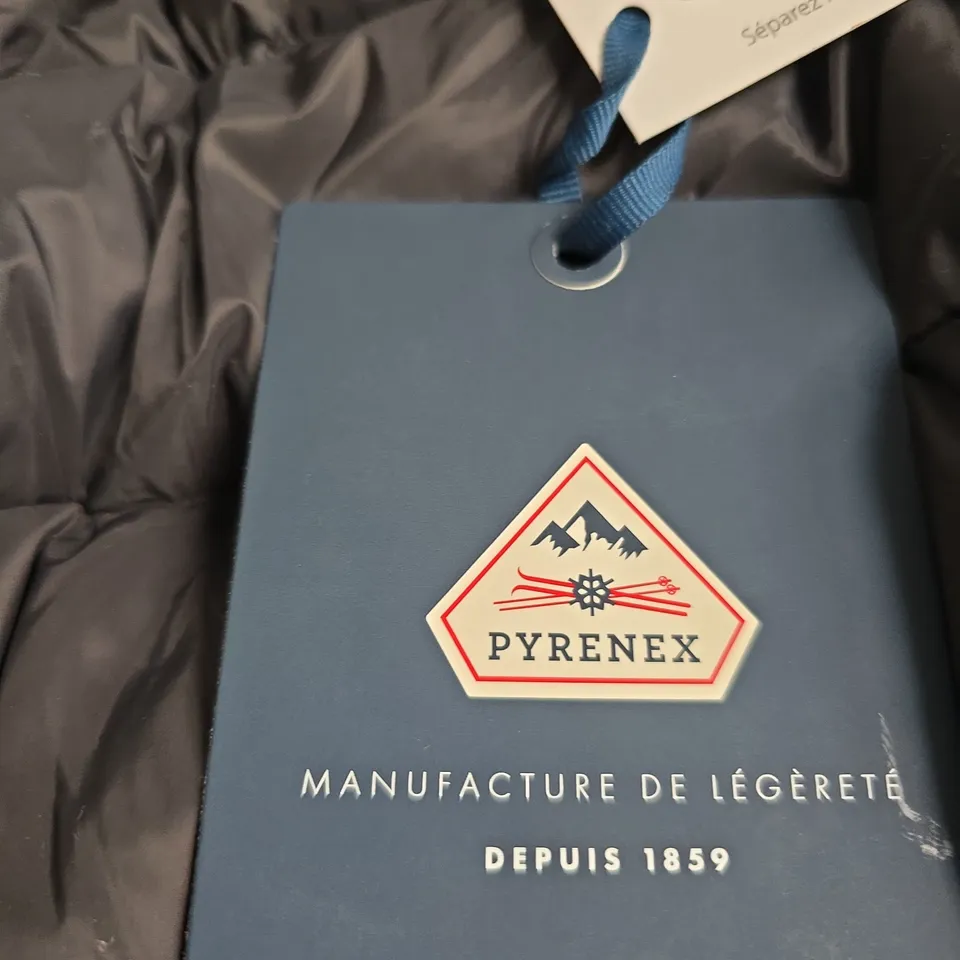 Séparez
PYRENEX
MANUFACTURE DE LÉGÈRETÉ
DEPUIS 1859